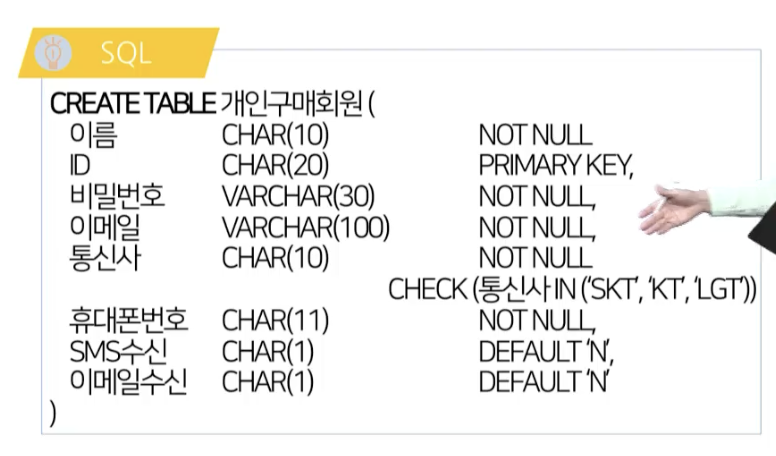 SQL
CREATE TABLE 개인구매회원 (
이름 CHAR(10) NOT NULL
ID CHAR(20) PRIMARY KEY,
비밀번호 VARCHAR(30) NOT NULL,
이메일 VARCHAR(100) NOT NULL,
통신사 CHAR(10) NOT NULL
CHECK (통신사 IN (‘SKT’, ‘KT’, ‘LGT’))
휴대폰번호 CHAR(11) NOT NULL,
SMS수신 CHAR(1) DEFAULT ‘N’,
이메일수신 CHAR(1) DEFAULT ‘N’
)